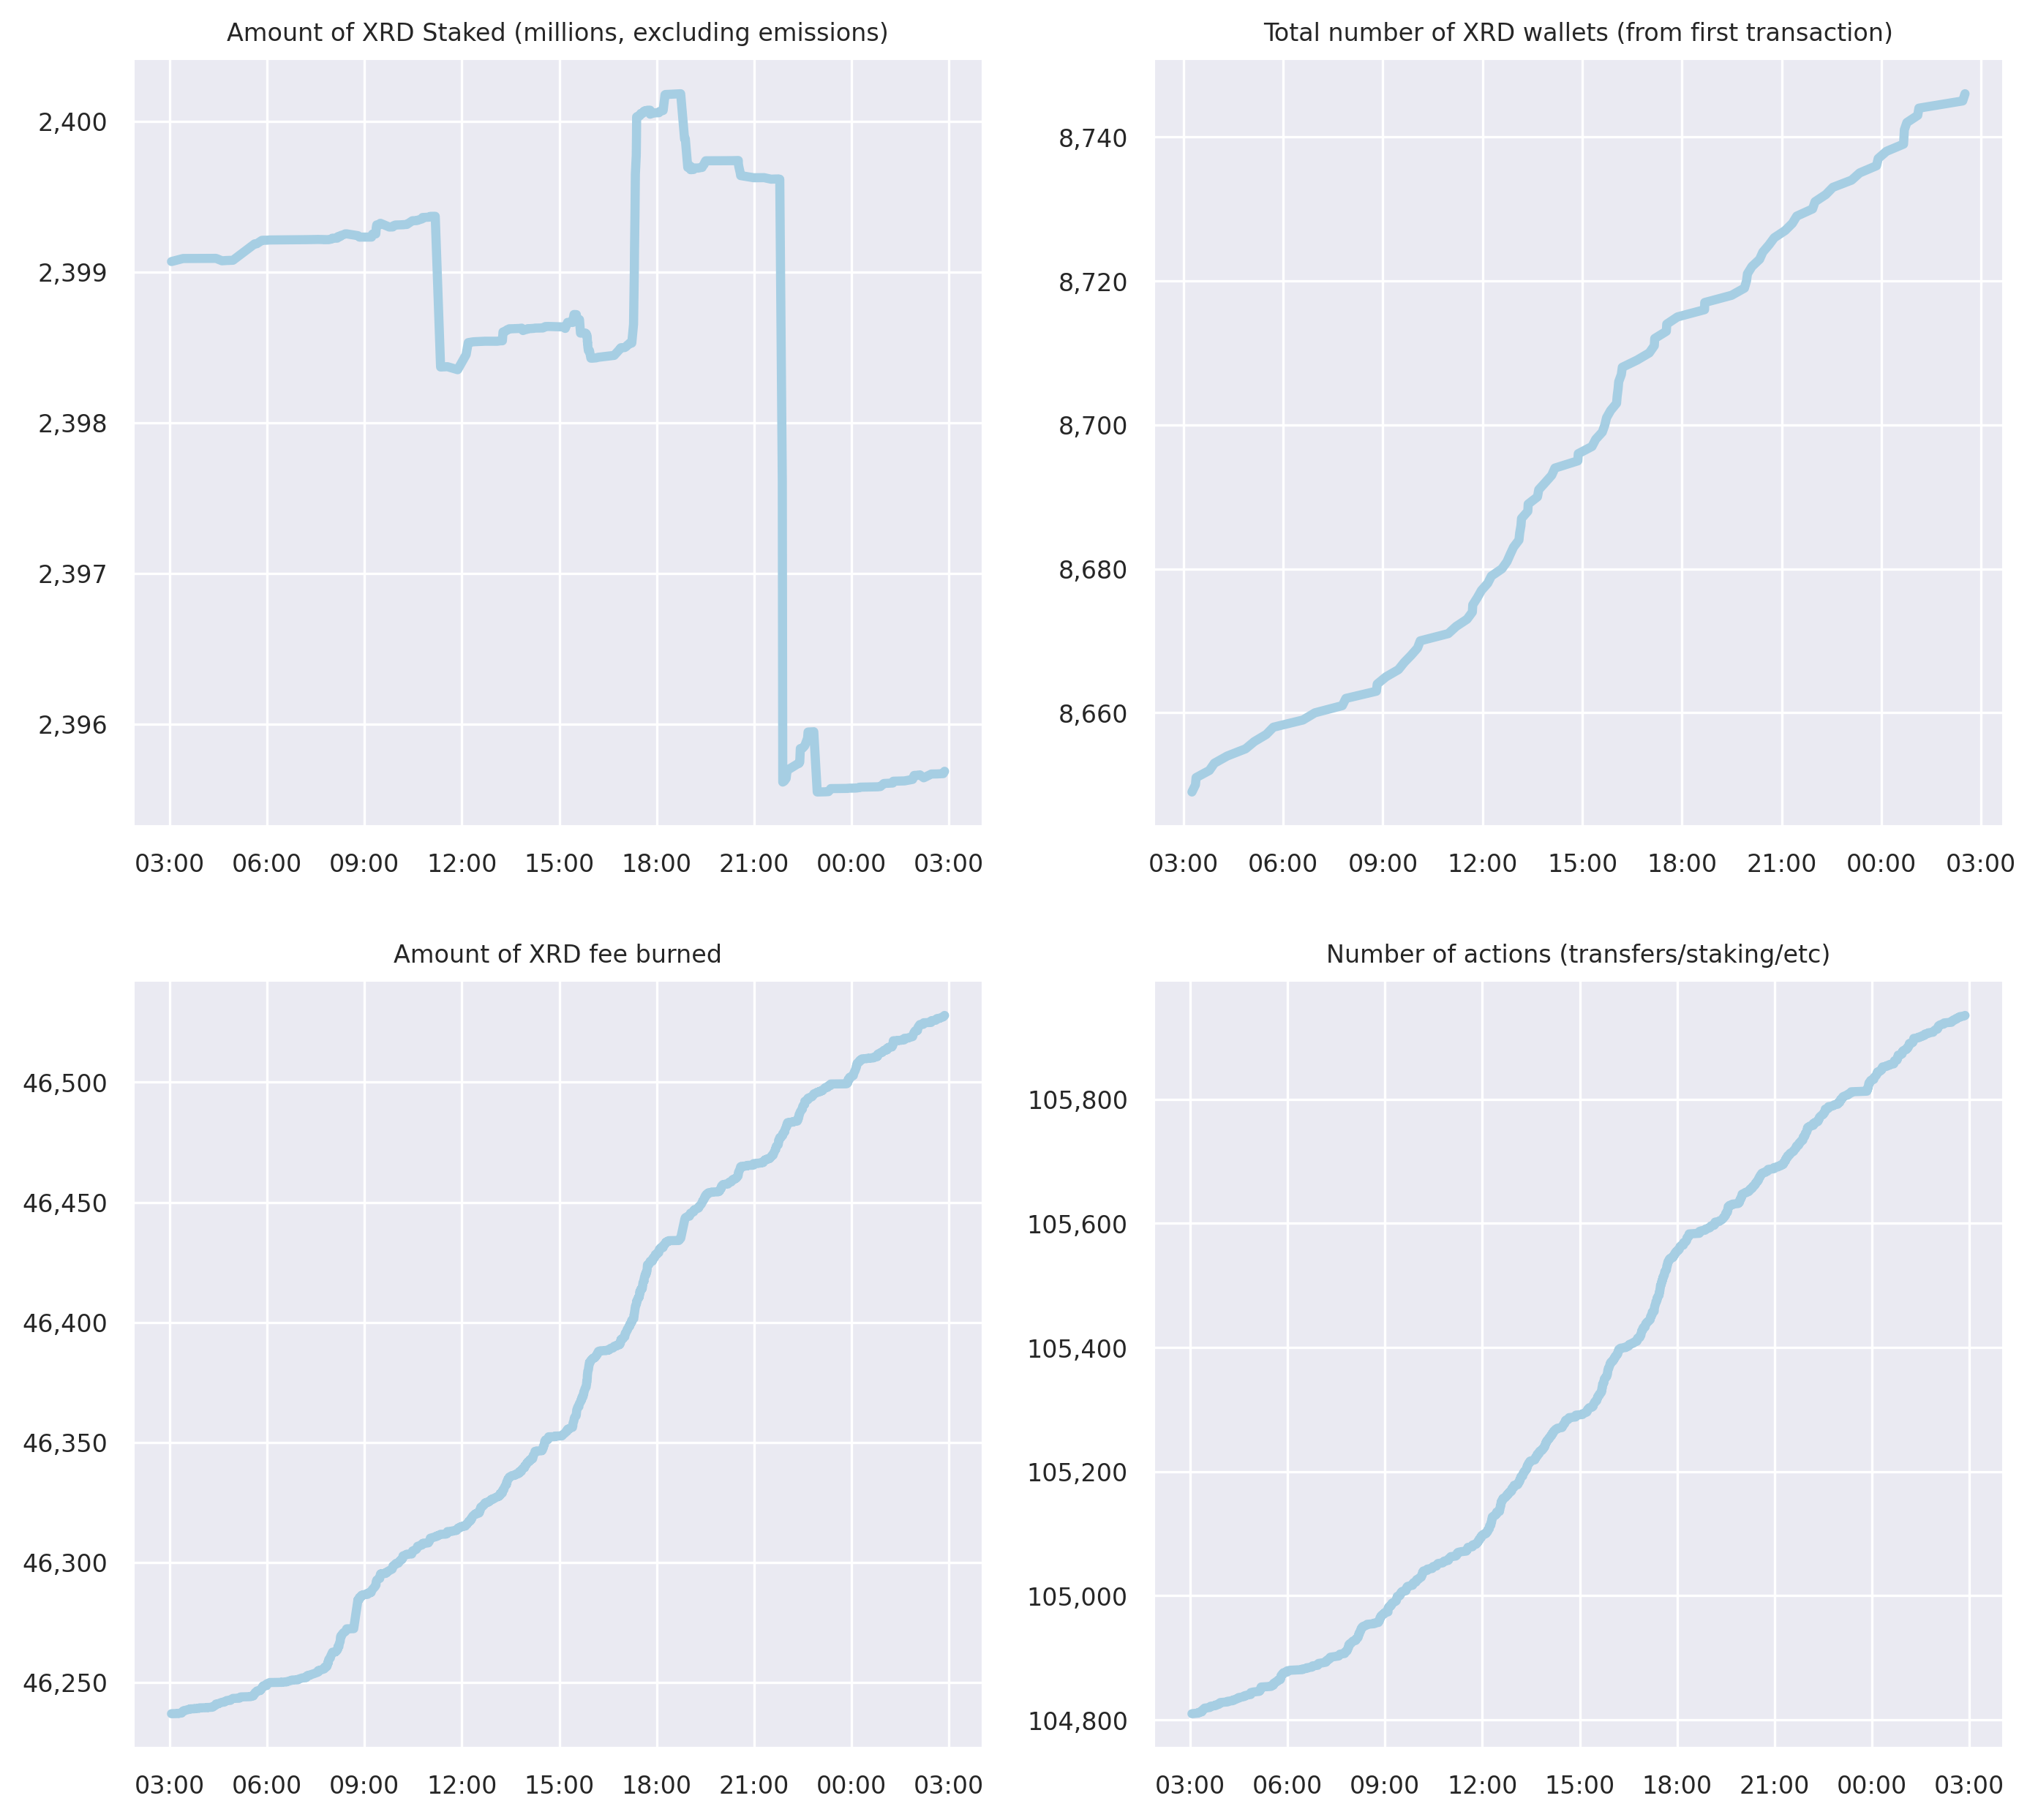 Amount of XRD Staked (millions, excluding emissions)
2,400
2,399
2,398
2,397
2,396
03:00 06:00 09:00 12:00 15:00 18:00 21:00 00:00 03:00
Total number of XRD wallets (from first transaction)
8,740
8,720
8,700
8,680
8,660
03:00 06:00 09:00 12:00 15:00 18:00 21:00 00:00 03:00
Amount of XRD fee burned
46,500
46,450
46,400
46,350
46,300
46,250
03:00 06:00 09:00 12:00 15:00 18:00 21:00 00:00 03:00
Number of actions (transfers/staking/etc)
105,800
105,600
105,400
105,200
105,000
104,800
03:00 06:00 09:00 12:00 15:00 18:00 21:00 00:00 03:00